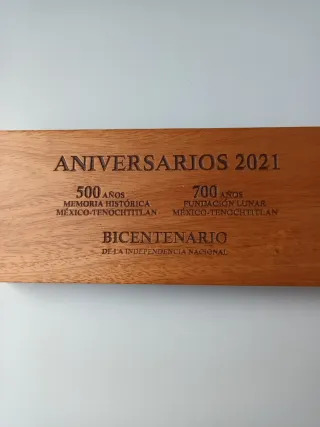 ANIVERSARIOS 2021
500 AÑOS
MEMORIA HISTÓRICA
MÉXICO-TENOCHTITLAN
700 AÑOS
FUNDACIÓN LUNAR
MÉXICO-TENOCHTITLAN
BICENTENARIO
DE LA INDEPENDENCIA NACIONAL